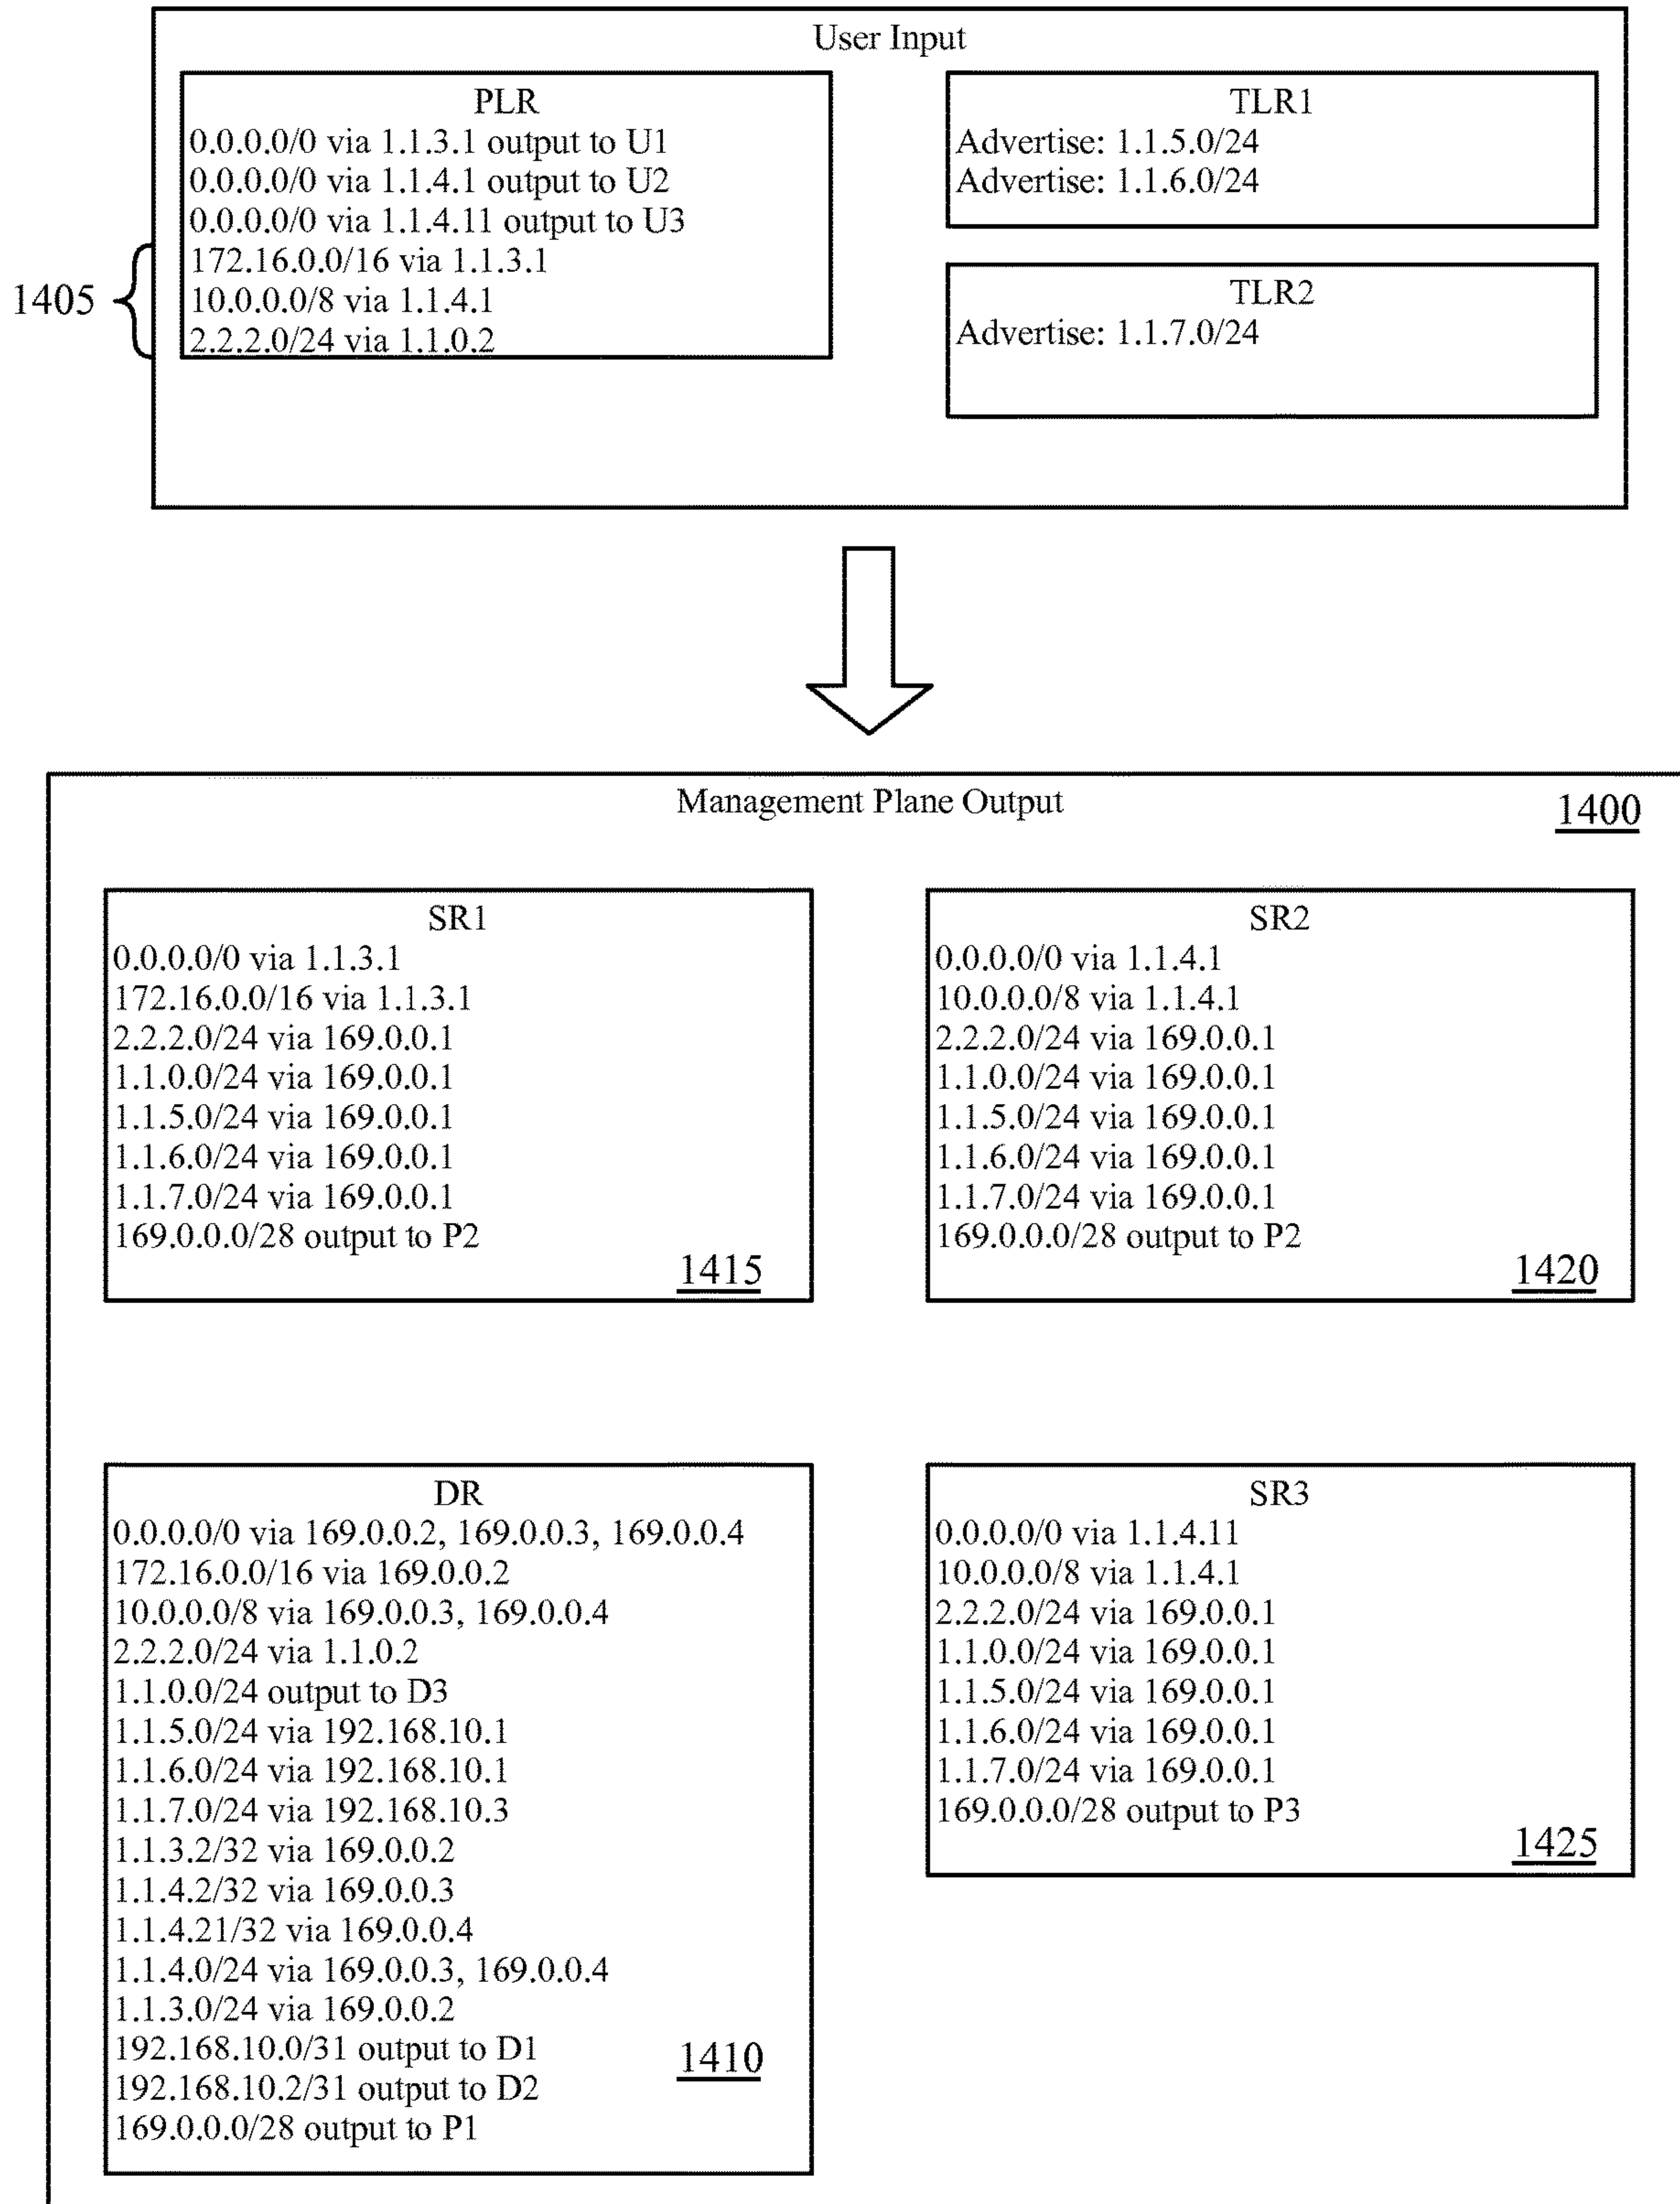 User Input
PLR
0.0.0.0/0 via 1.1.3.1 output to U1
0.0.0.0/0 via 1.1.4.1 output to U2
0.0.0.0/0 via 1.1.4.11 output to U3
172.16.0.0/16 via 1.1.3.1
10.0.0.0/8 via 1.1.4.1
2.2.2.0/24 via 1.1.0.2
1405
TLR1
Advertise: 1.1.5.0/24
Advertise: 1.1.6.0/24
TLR2
Advertise: 1.1.7.0/24
Management Plane Output
1400
SR1
0.0.0.0/0 via 1.1.3.1
172.16.0.0/16 via 1.1.3.1
2.2.2.0/24 via 169.0.0.1
1.1.0.0/24 via 169.0.0.1
1.1.5.0/24 via 169.0.0.1
1.1.6.0/24 via 169.0.0.1
1.1.7.0/24 via 169.0.0.1
169.0.0.0/28 output to P2
1415
SR2
0.0.0.0/0 via 1.1.4.1
10.0.0.0/8 via 1.1.4.1
2.2.2.0/24 via 169.0.0.1
1.1.0.0/24 via 169.0.0.1
1.1.5.0/24 via 169.0.0.1
1.1.6.0/24 via 169.0.0.1
1.1.7.0/24 via 169.0.0.1
169.0.0.0/28 output to P2
1420
DR
0.0.0.0/0 via 169.0.0.2, 169.0.0.3, 169.0.0.4
172.16.0.0/16 via 169.0.0.2
10.0.0.0/8 via 169.0.0.3, 169.0.0.4
2.2.2.0/24 via 1.1.0.2
1.1.0.0/24 output to D3
1.1.5.0/24 via 192.168.10.1
1.1.6.0/24 via 192.168.10.1
1.1.7.0/24 via 192.168.10.3
1.1.3.2/32 via 169.0.0.2
1.1.4.2/32 via 169.0.0.3
1.1.4.21/32 via 169.0.0.4
1.1.4.0/24 via 169.0.0.3, 169.0.0.4
1.1.3.0/24 via 169.0.0.2
192.168.10.0/31 output to D1
192.168.10.2/31 output to D2
169.0.0.0/28 output to P1
1410
SR3
0.0.0.0/0 via 1.1.4.11
10.0.0.0/8 via 1.1.4.1
2.2.2.0/24 via 169.0.0.1
1.1.0.0/24 via 169.0.0.1
1.1.5.0/24 via 169.0.0.1
1.1.6.0/24 via 169.0.0.1
1.1.7.0/24 via 169.0.0.1
169.0.0.0/28 output to P3
1425